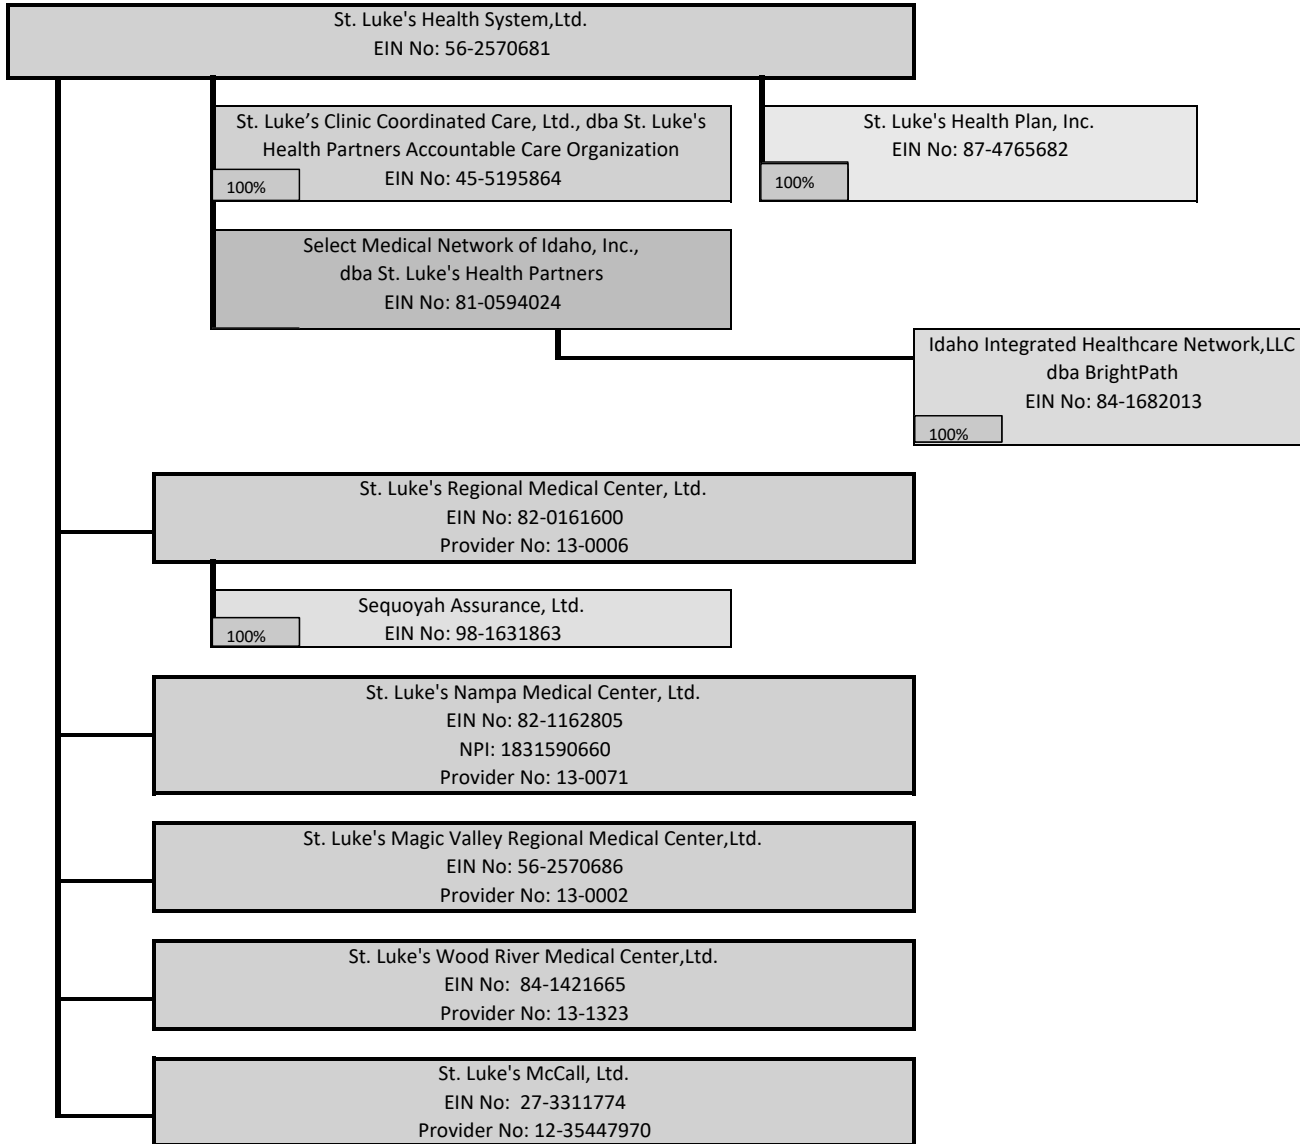 St. Luke's Health System,Ltd.
EIN No: 56-2570681
St. Luke’s Clinic Coordinated Care, Ltd., dba St. Luke's
Health Partners Accountable Care Organization
EIN No: 45-5195864
100%
St. Luke's Health Plan, Inc.
EIN No: 87-4765682
100%
Select Medical Network of Idaho, Inc.,
dba St. Luke's Health Partners
EIN No: 81-0594024
Idaho Integrated Healthcare Network,LLC
dba BrightPath
EIN No: 84-1682013
100%
St. Luke's Regional Medical Center, Ltd.
EIN No: 82-0161600
Provider No: 13-0006
Sequoyah Assurance, Ltd.
EIN No: 98-1631863
100%
St. Luke's Nampa Medical Center, Ltd.
EIN No: 82-1162805
NPI: 1831590660
Provider No: 13-0071
St. Luke's Magic Valley Regional Medical Center,Ltd.
EIN No: 56-2570686
Provider No: 13-0002
St. Luke's Wood River Medical Center,Ltd.
EIN No:  84-1421665
Provider No: 13-1323
St. Luke's McCall, Ltd.
EIN No:  27-3311774
Provider No: 12-35447970